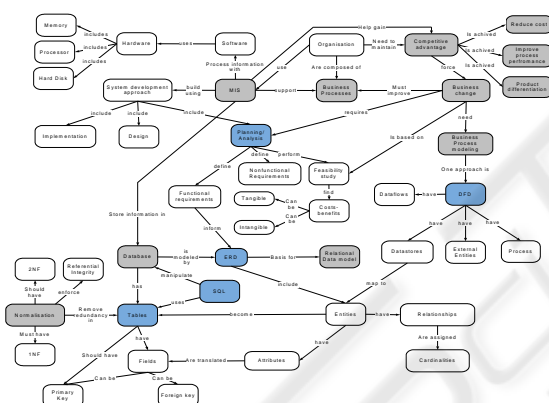 Memory
includes
Hardware
uses
Software
Processor
includes
includes
Hard Disk
Process information
with
Help gain
Organisation
Need to
maintain
Competitive
advantage
Is achived
Reduce cost
Is achived
Improve
process
perfromance
Is achived
Product
differentiation
use
Are composed of
force
System development
approach
build
using
MIS
support
Business
Processes
Must
improve
Business
change
include
include
include
requires
need
Implementation
Design
Planning/
Analysis
Is based on
Business
Process
modeling
define
define
perform
Nonfunctional
Requirements
Feasibility
study
One approach is
Functional
requirements
Tangible
Can
be
find
Costs-
benefits
Can
be
Intangible
Dataflows
have
DFD
Store information in
inform
have
have
have
Database
is
modeled
by
ERD
Basis for
Relational
Data model
Datastores
External
Entities
Process
2NF
Referential
Integrity
manipulate
Should
have
enforce
has
SQL
include
map to
uses
Normalisation
Remove
redundancy
in
Tables
become
Entities
have
Relationships
Must have
have
have
Are assigned
1NF
Should have
Fields
Are translated
Attributes
Cardinalities
Can be
Can be
Primary
Key
Foreign key